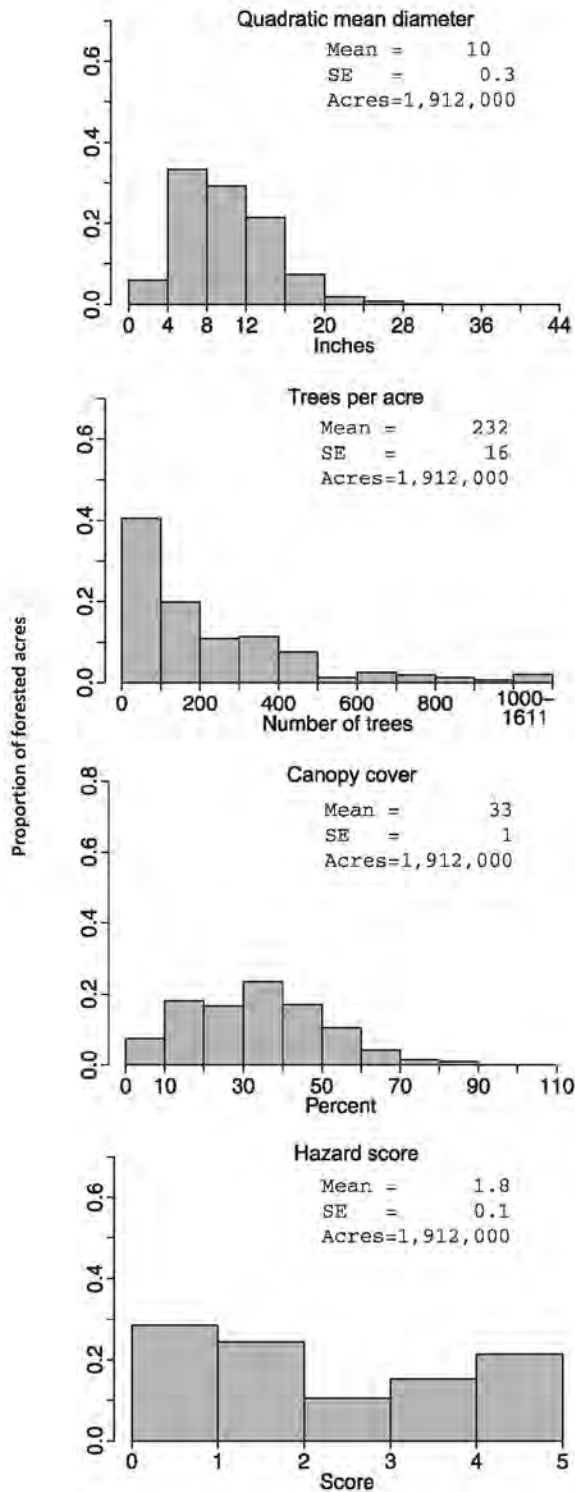 Proportion of forested acres
Quadratic mean diameter
Mean = 10
SE = 0.3
Acres=1,912,000
0.6
0.4
0.2
0.0
0 4 8 12 20 28 36 44
Inches
Trees per acre
Mean = 232
SE = 16
Acres=1,912,000
0.6
0.4
0.2
0.0
0 200 400 600 800 1000–
1611
Number of trees
Canopy cover
Mean = 33
SE = 1
Acres=1,912,000
0.8
0.6
0.4
0.2
0.0
0 10 30 50 70 90 110
Percent
Hazard score
Mean = 1.8
SE = 0.1
Acres=1,912,000
0.6
0.4
0.2
0.0
0 1 2 3 4 5
Score